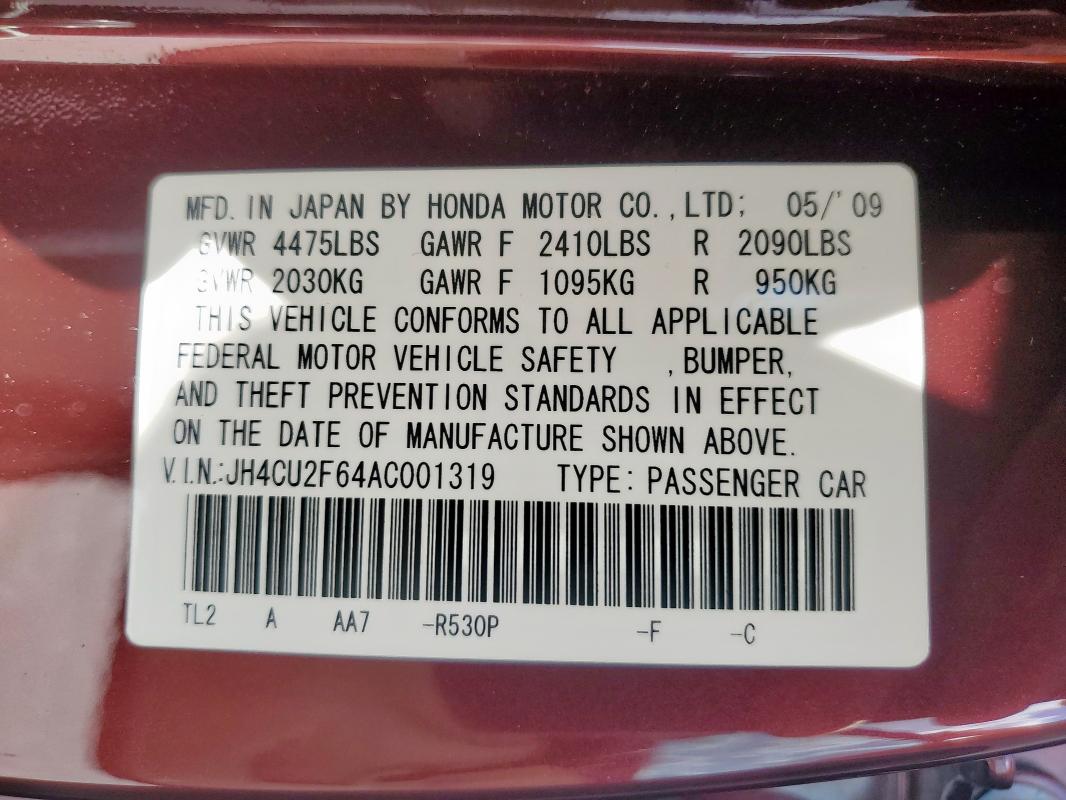 MFD. IN JAPAN BY HONDA MOTOR CO., LTD; 05/'09
GVWR 4475LBS GAWR F 2410LBS R 2090LBS
GVWR 2030KG GAWR F 1095KG R 950KG
THIS VEHICLE CONFORMS TO ALL APPLICABLE
FEDERAL MOTOR VEHICLE SAFETY , BUMPER,
AND THEFT PREVENTION STANDARDS IN EFFECT
ON THE DATE OF MANUFACTURE SHOWN ABOVE.
V.I.N.:JH4CU2F64AC001319 TYPE: PASSENGER CAR
TL2 A AA7 -R530P -F -C